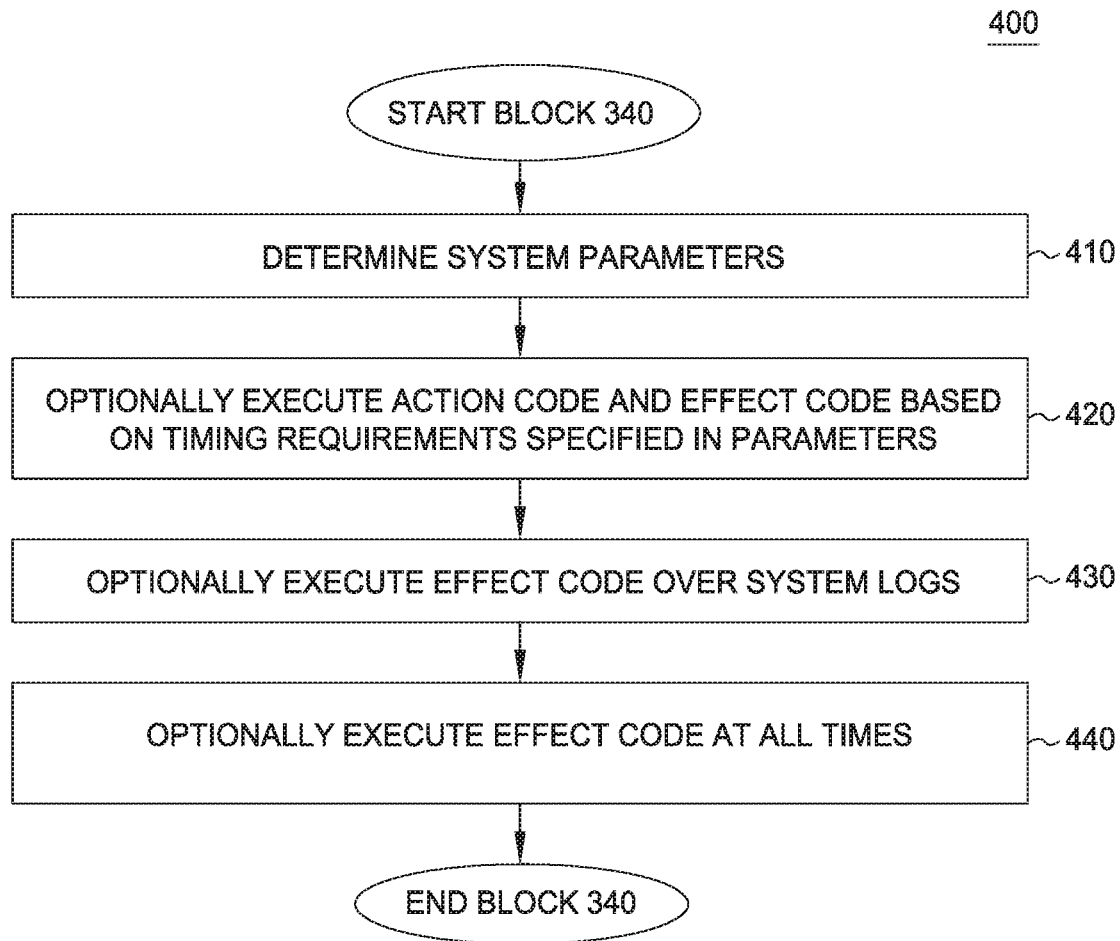 400
START BLOCK 340
DETERMINE SYSTEM PARAMETERS
410
OPTIONALLY EXECUTE ACTION CODE AND EFFECT CODE BASED
ON TIMING REQUIREMENTS SPECIFIED IN PARAMETERS
420
OPTIONALLY EXECUTE EFFECT CODE OVER SYSTEM LOGS
430
OPTIONALLY EXECUTE EFFECT CODE AT ALL TIMES
440
END BLOCK 340